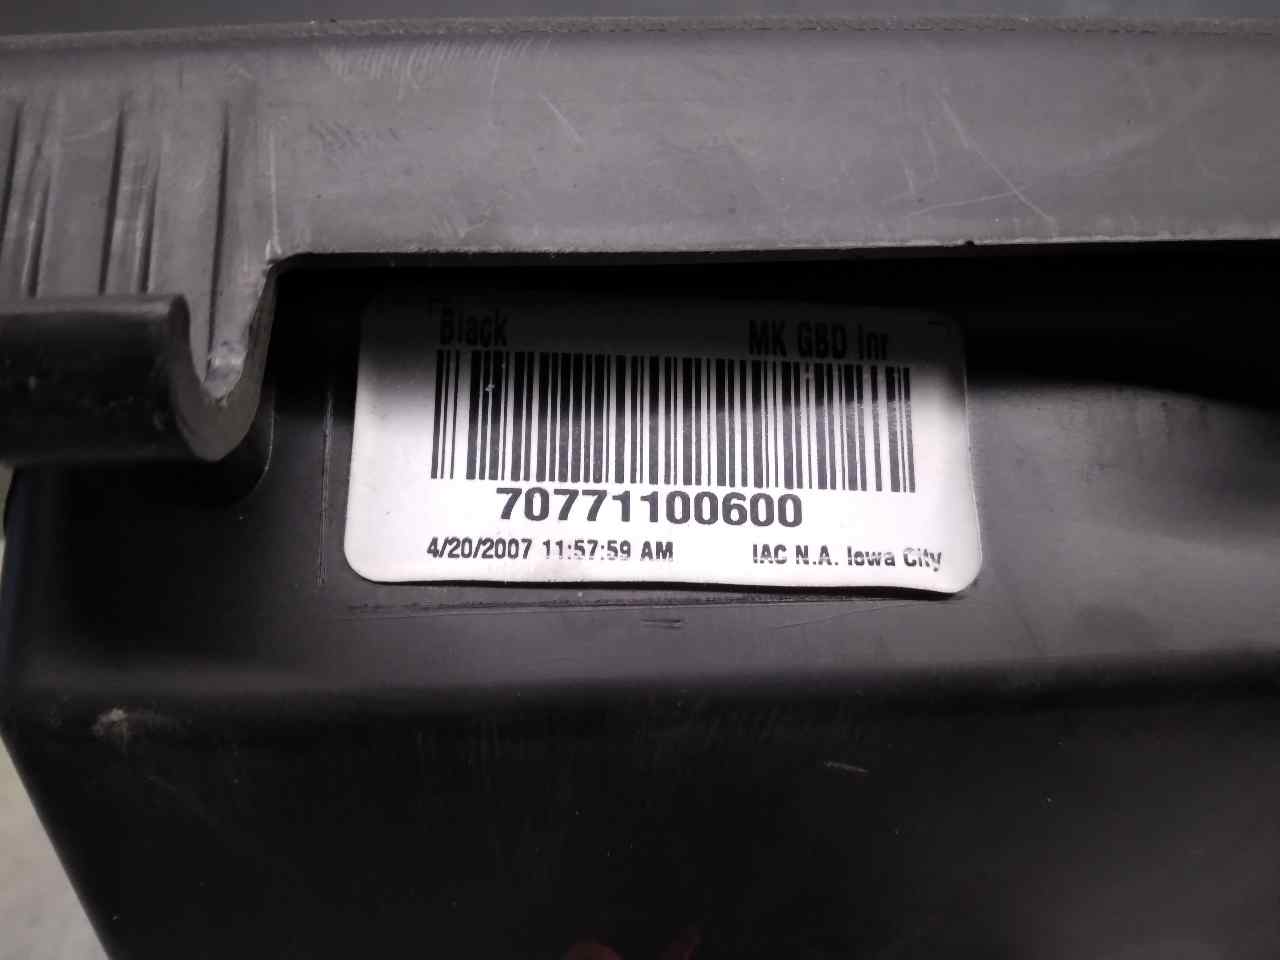 Black MK GBD Inr
70771100600
4/20/2007 11:57:59 AM IAC N.A. Iowa City